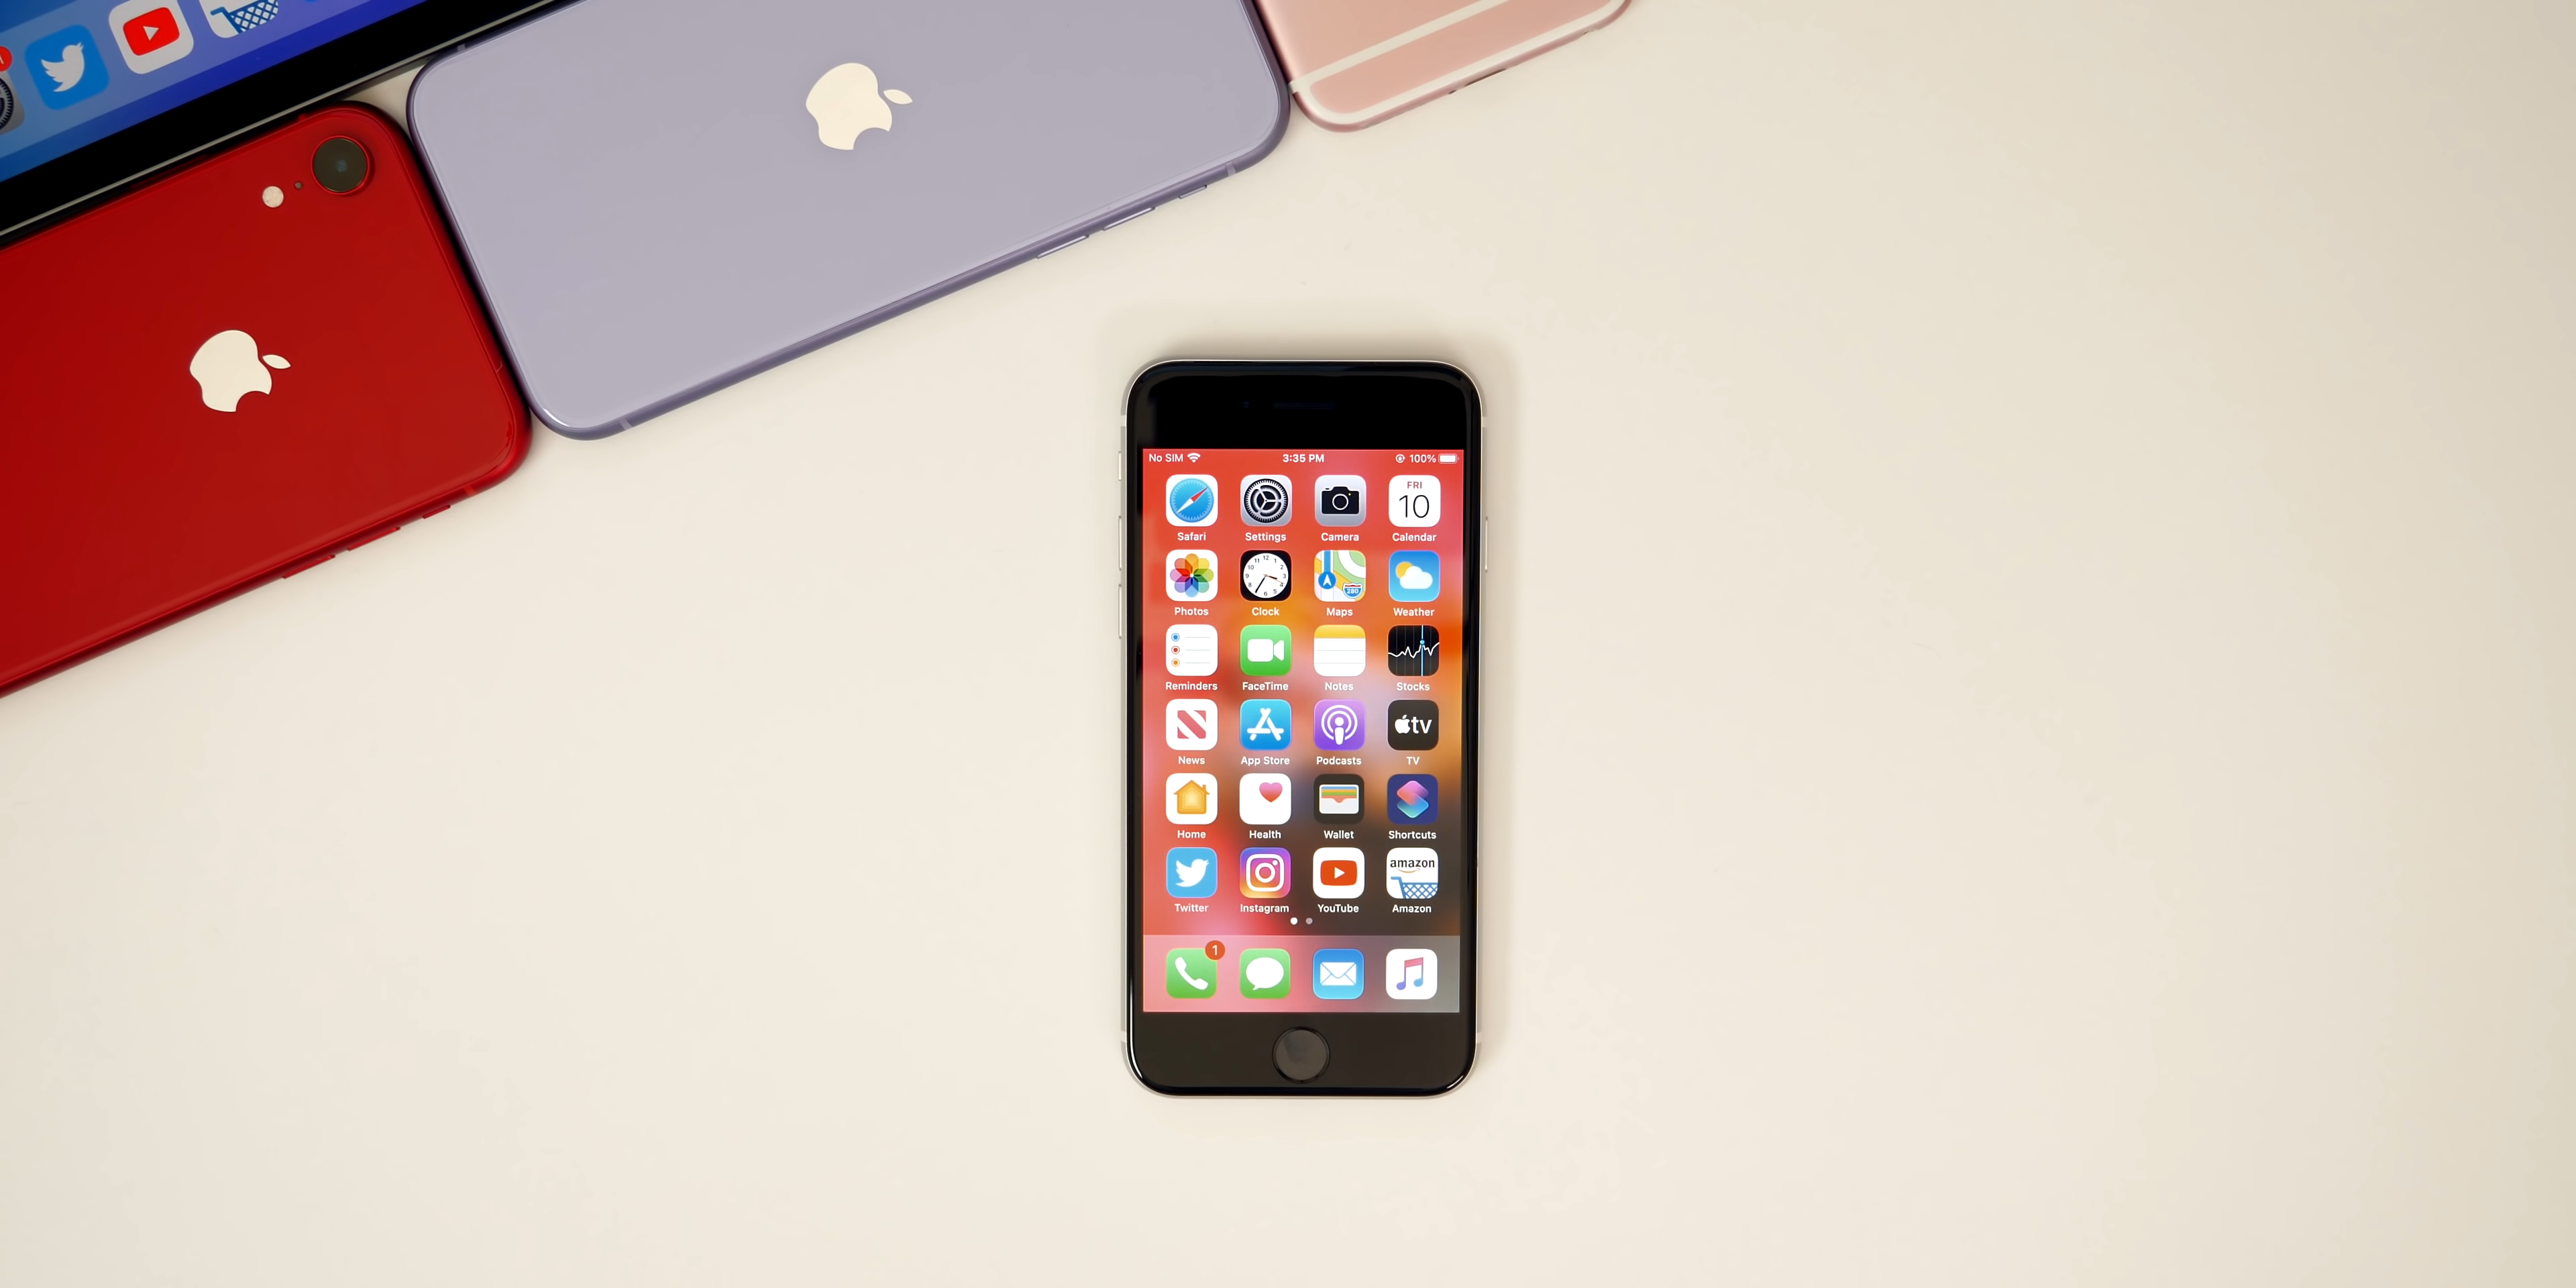 No SIM 3:35 PM 100%
FRI
10
Safari Settings Camera Calendar
280
Photos Clock Maps Weather
Reminders FaceTime Notes Stocks
tv
News App Store Podcasts TV
Home Health Wallet Shortcuts
amazon
Twitter Instagram YouTube Amazon
1